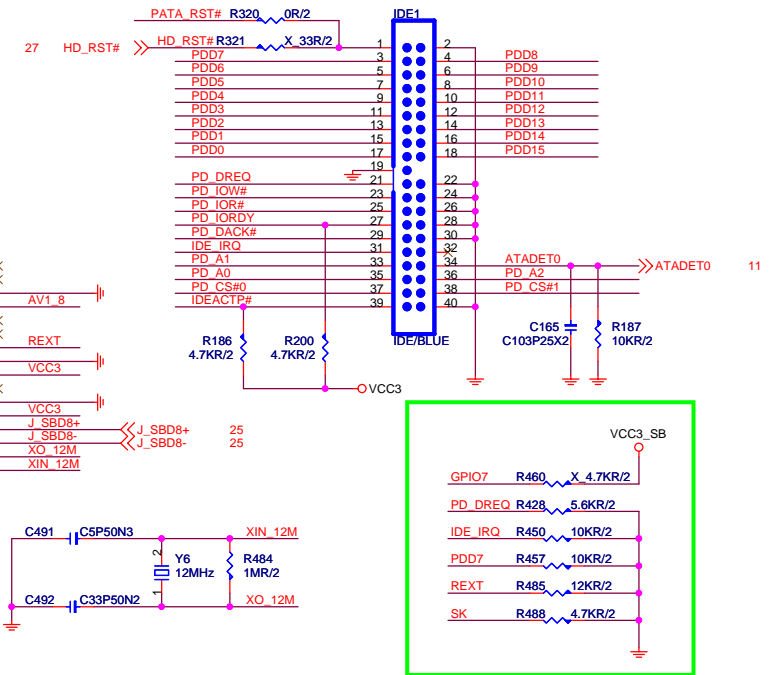 PATA_RST# R320 0R/2 IDE1
27 HD_RST# HD_RST# R321 X_33R/2 1 2
PDD7 3 4 PDD8
PDD6 5 6 PDD9
PDD5 7 8 PDD10
PDD4 9 10 PDD11
PDD3 11 12 PDD12
PDD2 13 14 PDD13
PDD1 15 16 PDD14
PDD0 17 18 PDD15
19
PD_DREQ 21 22
PD_IOW# 23 24
PD_IOR# 25 26
PD_IORDY 27 28
PD_DACK# 29 30
IDE_IRQ 31 32
PD_A1 33 34 ATADET0 ATADET0 11
PD_A0 35 36 PD_A2
PD_CS#0 37 38 PD_CS#1
IDEACTP# 39 40
IDE/BLUE
R186
4.7KR/2
R200
4.7KR/2
VCC3
C165
C103P25X2
R187
10KR/2
AV1_8
REXT
VCC3
VCC3
J_SBD8+ J_SBD8+ 25
J_SBD8- J_SBD8- 25
XO_12M
XIN_12M
VCC3_SB
GPIO7 R460 X_4.7KR/2
PD_DREQ R428 5.6KR/2
IDE_IRQ R450 10KR/2
PDD7 R457 10KR/2
REXT R485 12KR/2
SK R488 4.7KR/2
C491 C5P50N3 XIN_12M
2
Y6
12MHz
1
R484
1MR/2
C492 C33P50N2 XO_12M